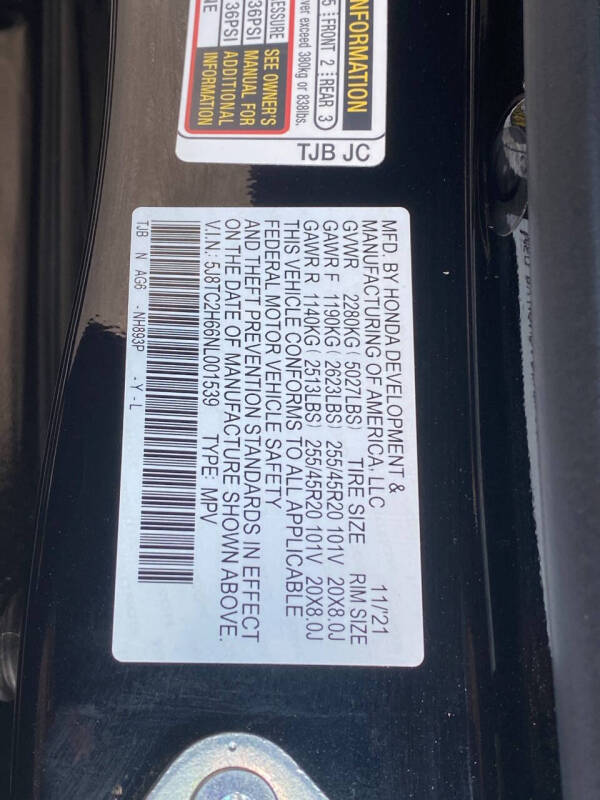 INFORMATION
5 FRONT 2 REAR 3
ver exceed 380kg or 838lbs.
ESSURE
36PSI
36PSI
NE
SEE OWNER'S
MANUAL FOR
ADDITIONAL
INFORMATION
TJB JC
MFD. BY HONDA DEVELOPMENT &
MANUFACTURING OF AMERICA, LLC 11/21
GVWR 2280KG ( 5027LBS) TIRE SIZE RIM SIZE
GAWR F 1190KG ( 2623LBS) 255/45R20 101V 20X8.0J
GAWR R 1140KG ( 2513LBS) 255/45R20 101V 20X8.0J
THIS VEHICLE CONFORMS TO ALL APPLICABLE
FEDERAL MOTOR VEHICLE SAFETY
AND THEFT PREVENTION STANDARDS IN EFFECT
ON THE DATE OF MANUFACTURE SHOWN ABOVE.
V.I.N.: 5J8TC2H66NL001539 TYPE: MPV
TJB N AG6 -NH893P -Y-L